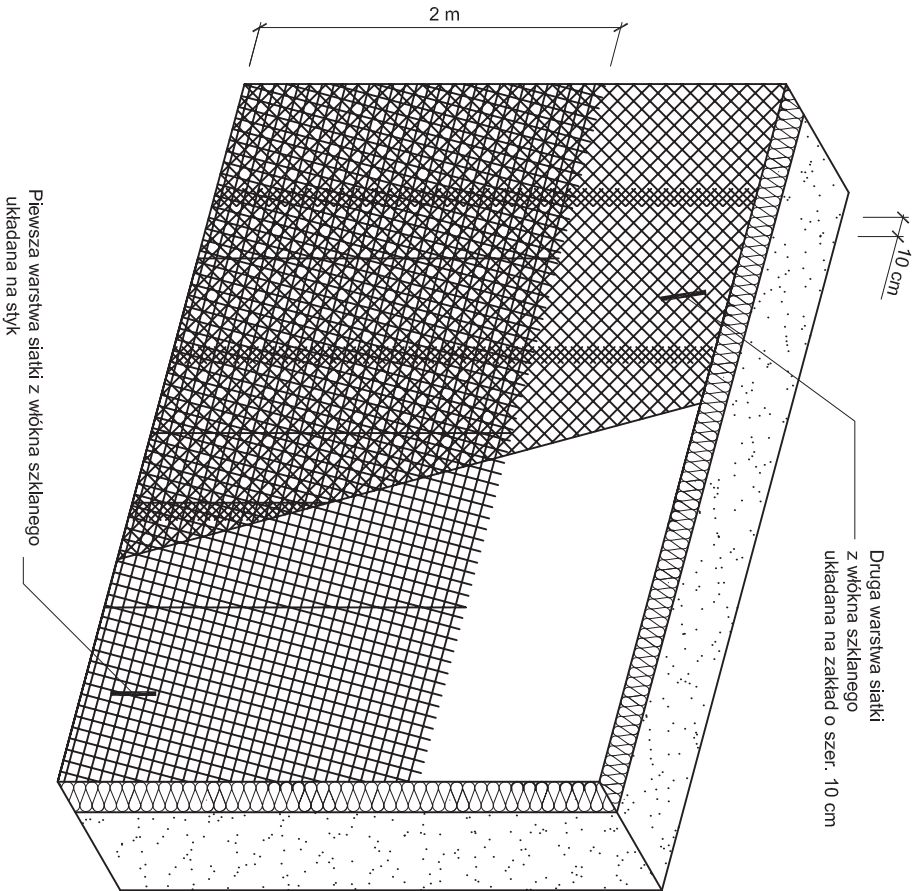 2 m
10 cm
Druga warstwa siatki
z włókna szklanego
układana na zakład o szer. 10 cm
Piewsza warstwa siatki z włókna szklanego
układana na styk